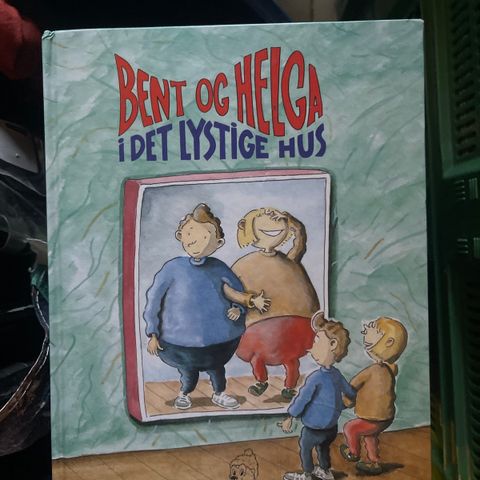 BENT OG HELGA
i DET LYSTIGE HUS